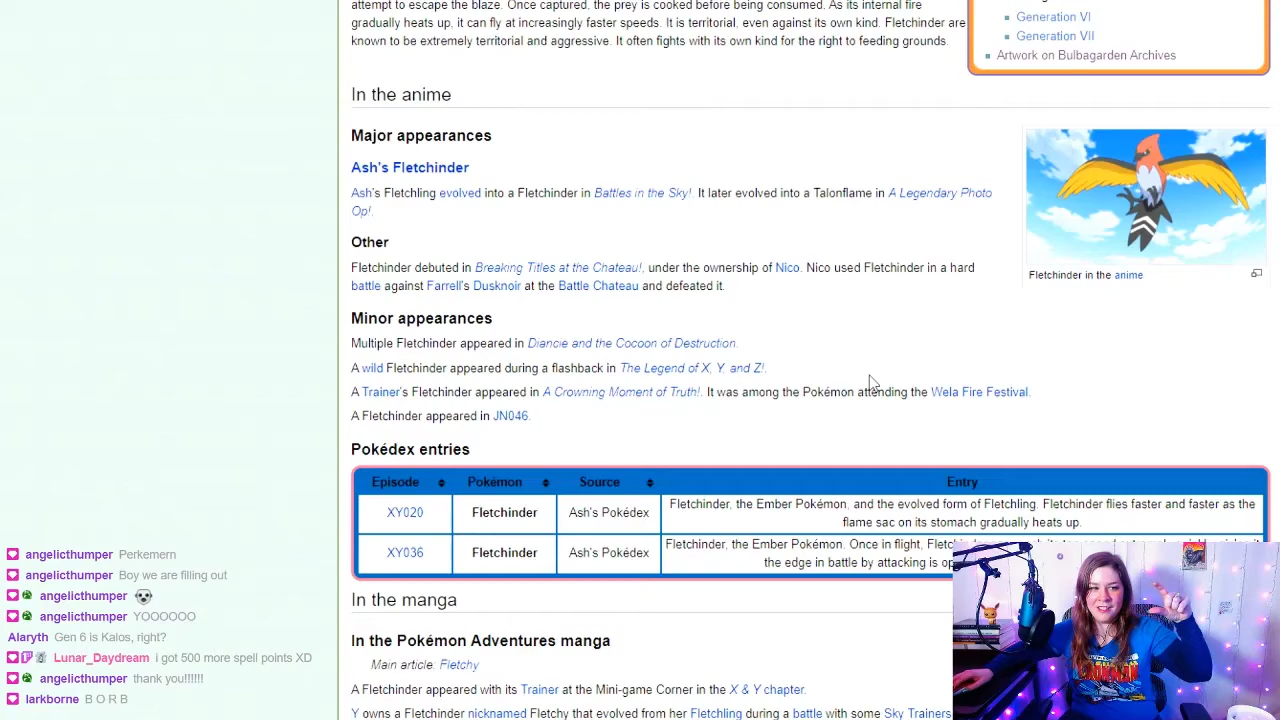 attempt to escape the blaze. Once captured, the prey is cooked before being consumed. As its internal fire
gradually heats up, it can fly at increasingly faster speeds. It is territorial, even against its own kind. Fletchinder are
known to be extremely territorial and aggressive. It often fights with its own kind for the right to feeding grounds.
Generation VI
Generation VII
Artwork on Bulbagarden Archives
In the anime
Major appearances
Ash's Fletchinder
Ash's Fletchling evolved into a Fletchinder in Battles in the Sky!. It later evolved into a Talonflame in A Legendary Photo
Op!.
Other
Fletchinder debuted in Breaking Titles at the Chateau!, under the ownership of Nico. Nico used Fletchinder in a hard
battle against Farrell's Dusknoir at the Battle Chateau and defeated it.
Fletchinder in the anime
Minor appearances
Multiple Fletchinder appeared in Diancie and the Cocoon of Destruction.
A wild Fletchinder appeared during a flashback in The Legend of X, Y, and Z!.
A Trainer's Fletchinder appeared in A Crowning Moment of Truth!. It was among the Pokémon attending the Wela Fire Festival.
A Fletchinder appeared in JN046.
Pokédex entries
Episode Pokémon Source Entry
XY020 Fletchinder Ash's Pokédex Fletchinder, the Ember Pokémon, and the evolved form of Fletchling. Fletchinder flies faster and faster as the
flame sac on its stomach gradually heats up.
XY036 Fletchinder Ash's Pokédex Fletchinder, the Ember Pokémon. Once in flight,
the edge in battle by attacking is
In the manga
In the Pokémon Adventures manga
Main article: Fletchy
A Fletchinder appeared with its Trainer at the Mini-game Corner in the X & Y chapter.
Y owns a Fletchinder nicknamed Fletchy that evolved from her Fletchling during a battle with some Sky Trainers
angelicthumper Perkemern
angelicthumper Boy we are filling out
angelicthumper
angelicthumper YOOOOOO
Alaryth Gen 6 is Kalos, right?
Lunar_Daydream i got 500 more spell points XD
angelicthumper thank you!!!!!!
larkborne B O R B